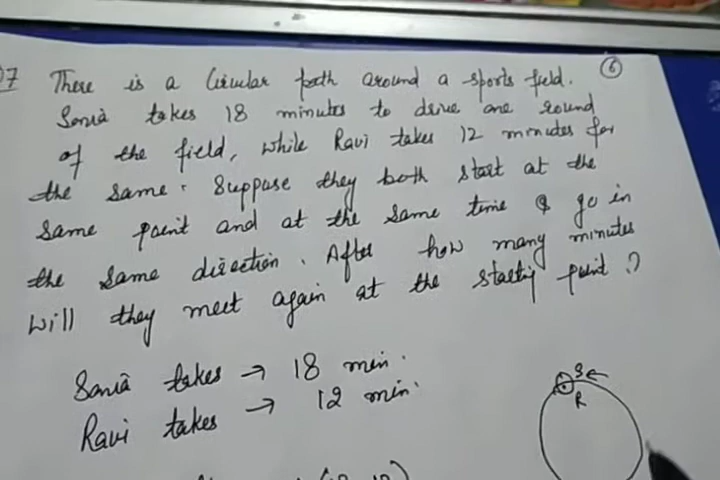 Q7 There is a Circular path around a sports field. 6
Sonia takes 18 minutes to drive one round
of the field, while Ravi takes 12 minutes for
the same. Suppose they both start at the
same point and at the same time & go in
the same direction. After how many minutes
will they meet again at the starting point ?
Sonia takes → 18 min.
Ravi takes → 12 min.
S ←
R